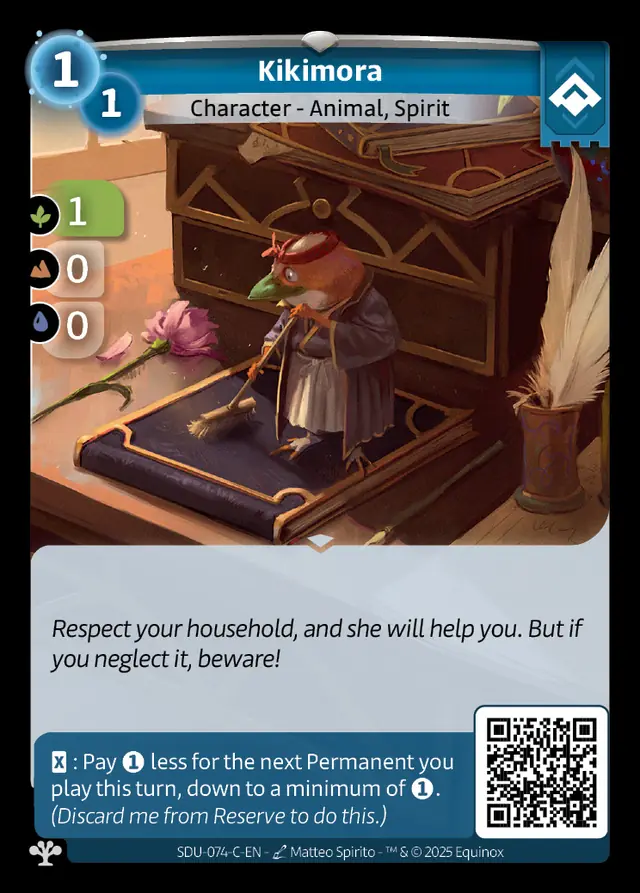 1
Kikimora
1
Character - Animal, Spirit
1
0
0
Respect your household, and she will help you. But if
you neglect it, beware!
X : Pay 1 less for the next Permanent you
play this turn, down to a minimum of 1.
(Discard me from Reserve to do this.)
SDU-074-C-EN - Matteo Spirito - ™ & © 2025 Equinox